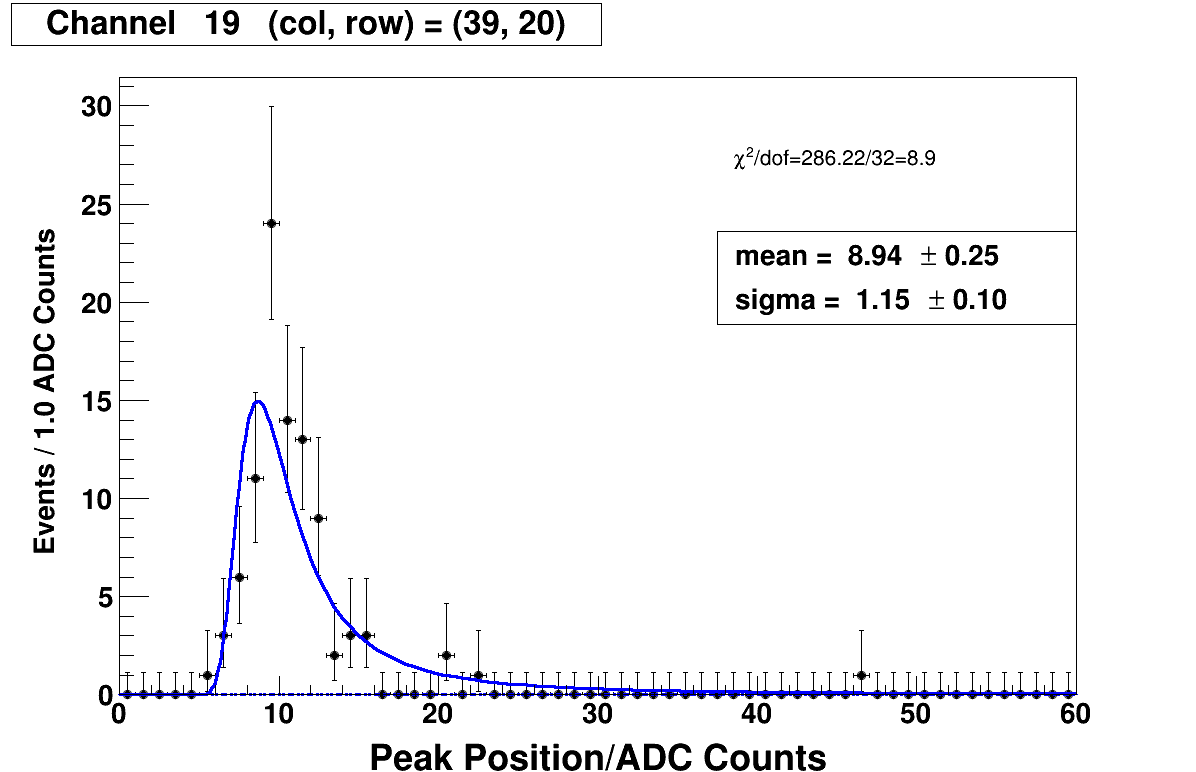 Channel 19 (col, row) = (39, 20)
30
25
20
15
10
5
0
Events / 1.0 ADC Counts
χ²/dof=286.22/32=8.9
mean = 8.94 ± 0.25
sigma = 1.15 ± 0.10
0 10 20 30 40 50 60
Peak Position/ADC Counts